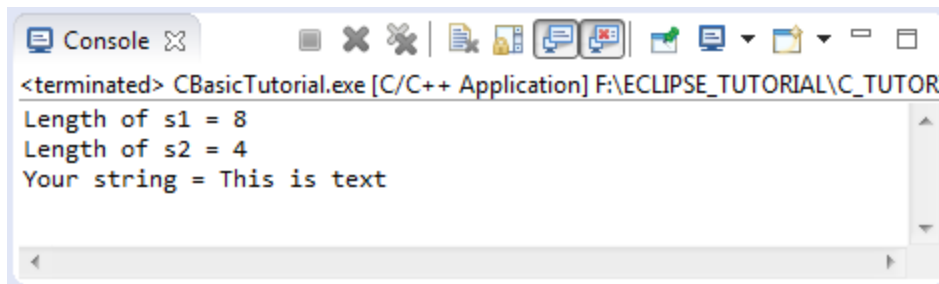 Console
<terminated> CBasicTutorial.exe [C/C++ Application] F:\ECLIPSE_TUTORIAL\C_TUTOR
Length of s1 = 8
Length of s2 = 4
Your string = This is text